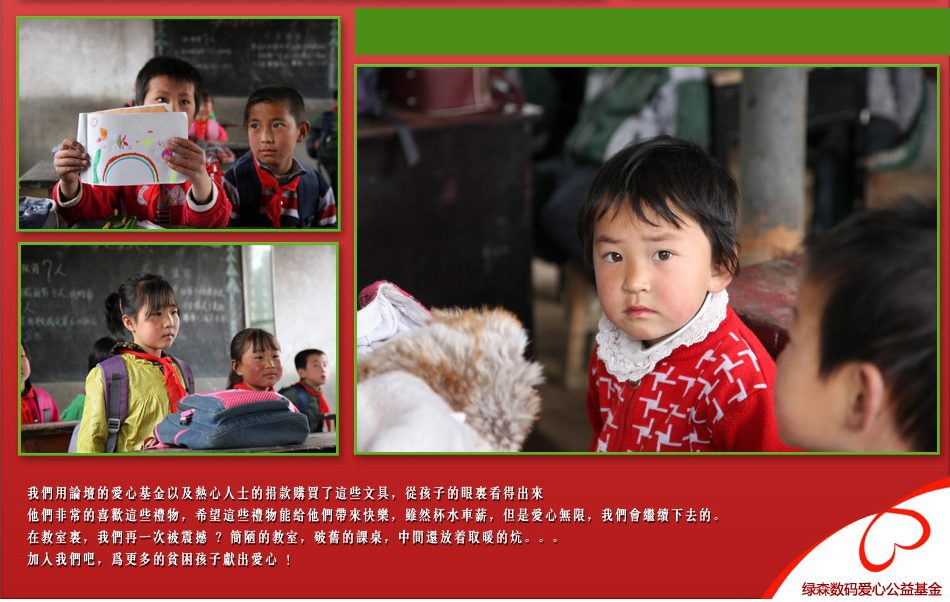 我們用論壇的愛心基金以及熱心人士的捐款購買了這些文具，從孩子的眼裏看得出來
他們非常的喜歡這些禮物，希望這些禮物能給他們帶來快樂，雖然杯水車薪，但是愛心無限，我們會繼續下去的。
在教室裏，我們再一次被震撼 ？簡陋的教室，破舊的課桌，中間還放着取暖的炕。。。
加入我們吧，爲更多的貧困孩子獻出愛心 ！
绿森数码爱心公益基金